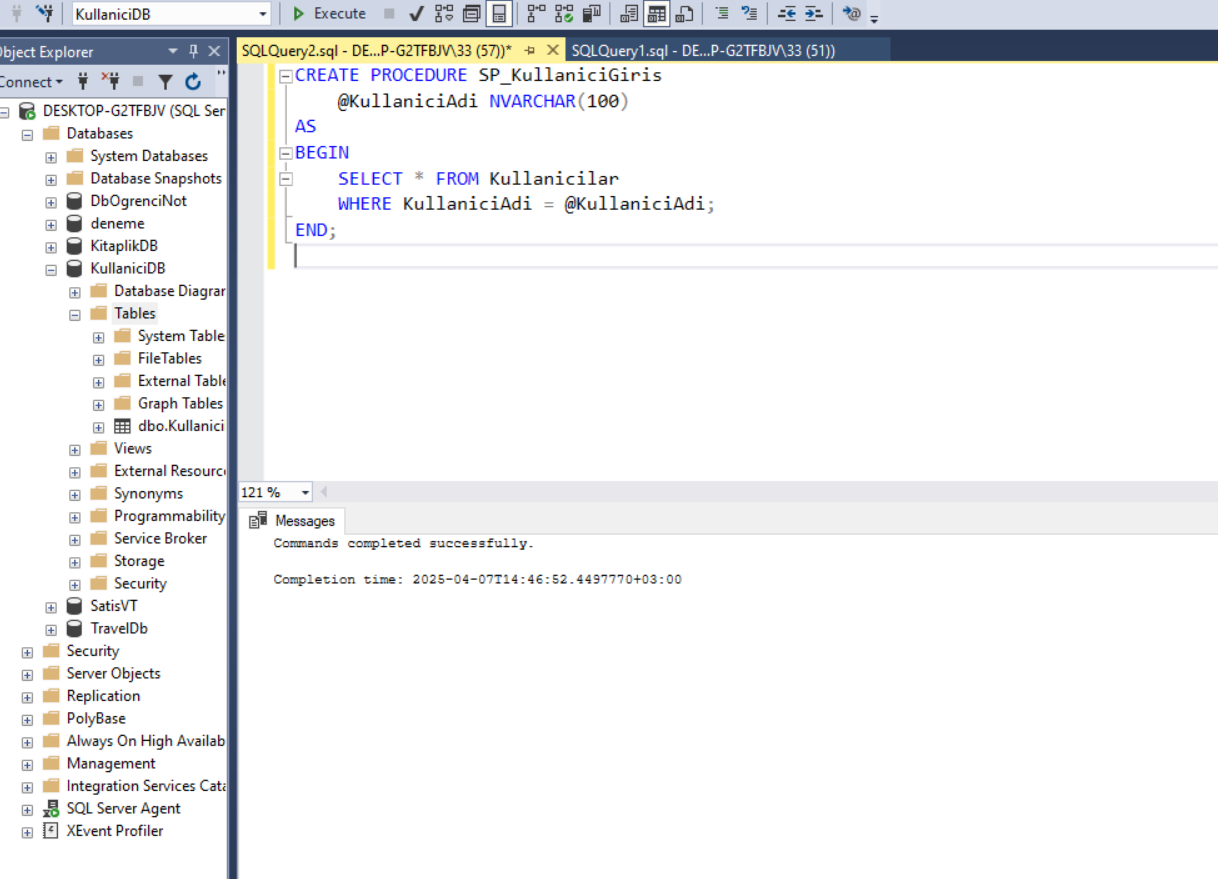 KullaniciDB
Execute
Object Explorer
SQLQuery2.sql - DE...P-G2TFBJV\33 (57))*
SQLQuery1.sql - DE...P-G2TFBJV\33 (51))
Connect
DESKTOP-G2TFBJV (SQL Ser
Databases
System Databases
Database Snapshots
DbOgrenciNot
deneme
KitaplikDB
KullaniciDB
Database Diagrar
Tables
System Table
FileTables
External Table
Graph Tables
dbo.Kullanici
Views
External Resource
Synonyms
Programmability
Service Broker
Storage
Security
SatisVT
TravelDb
Security
Server Objects
Replication
PolyBase
Always On High Availab
Management
Integration Services Cata
SQL Server Agent
XEvent Profiler
CREATE PROCEDURE SP_KullaniciGiris
@KullaniciAdi NVARCHAR(100)
AS
BEGIN
SELECT * FROM Kullanicilar
WHERE KullaniciAdi = @KullaniciAdi;
END;
121 %
Messages
Commands completed successfully.
Completion time: 2025-04-07T14:46:52.4497770+03:00